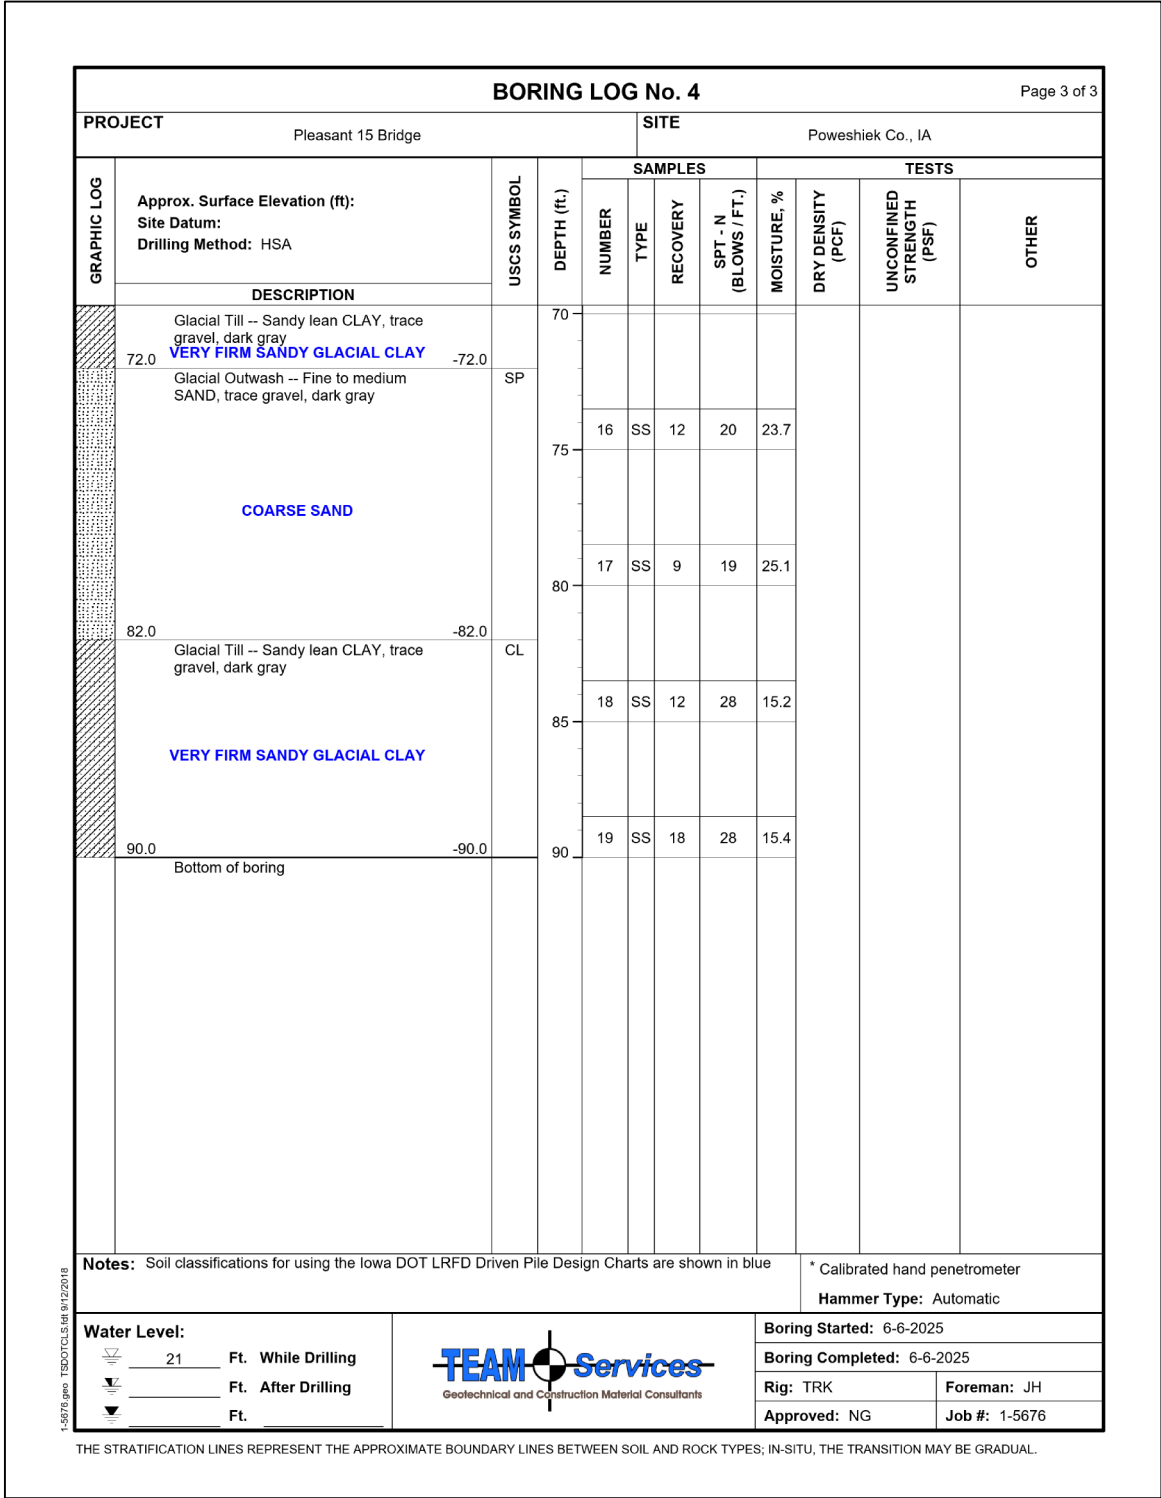 BORING LOG No. 4
Page 3 of 3
PROJECT
Pleasant 15 Bridge
SITE
Poweshiek Co., IA
GRAPHIC LOG
Approx. Surface Elevation (ft):
Site Datum:
Drilling Method: HSA
DESCRIPTION
USCS SYMBOL
DEPTH (ft.)
SAMPLES
TESTS
NUMBER
TYPE
RECOVERY
SPT - N
(BLOWS / FT.)
MOISTURE, %
DRY DENSITY
(PCF)
UNCONFINED
STRENGTH
(PSF)
OTHER
70
Glacial Till -- Sandy lean CLAY, trace
gravel, dark gray
VERY FIRM SANDY GLACIAL CLAY
72.0 -72.0
Glacial Outwash -- Fine to medium SP
SAND, trace gravel, dark gray
16 SS 12 20 23.7
75
COARSE SAND
17 SS 9 19 25.1
80
82.0 -82.0
Glacial Till -- Sandy lean CLAY, trace CL
gravel, dark gray
18 SS 12 28 15.2
85
VERY FIRM SANDY GLACIAL CLAY
19 SS 18 28 15.4
90.0 -90.0 90
Bottom of boring
Notes: Soil classifications for using the Iowa DOT LRFD Driven Pile Design Charts are shown in blue
* Calibrated hand penetrometer
Hammer Type: Automatic
1-5676.geo TSDOTCLS.fdt 9/12/2018
Water Level:
21 Ft. While Drilling
Ft. After Drilling
Ft.
TEAM Services
Geotechnical and Construction Material Consultants
Boring Started: 6-6-2025
Boring Completed: 6-6-2025
Rig: TRK Foreman: JH
Approved: NG Job #: 1-5676
THE STRATIFICATION LINES REPRESENT THE APPROXIMATE BOUNDARY LINES BETWEEN SOIL AND ROCK TYPES; IN-SITU, THE TRANSITION MAY BE GRADUAL.